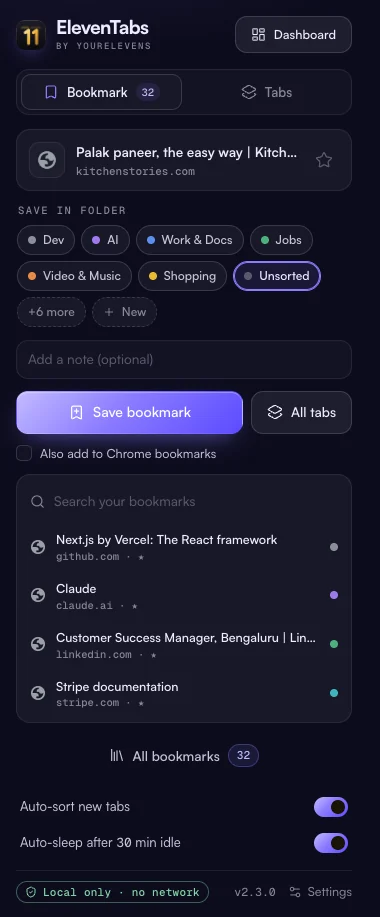 11 ElevenTabs
BY YOURELEVENS
Dashboard
Bookmark 32
Tabs
Palak paneer, the easy way | Kitch...
kitchenstories.com
SAVE IN FOLDER
Dev AI Work & Docs Jobs
Video & Music Shopping Unsorted
+6 more + New
Add a note (optional)
Save bookmark
All tabs
Also add to Chrome bookmarks
Search your bookmarks
Next.js by Vercel: The React framework
github.com · ★
Claude
claude.ai · ★
Customer Success Manager, Bengaluru | Lin...
linkedin.com · ★
Stripe documentation
stripe.com · ★
All bookmarks 32
Auto-sort new tabs
Auto-sleep after 30 min idle
Local only · no network
v2.3.0
Settings